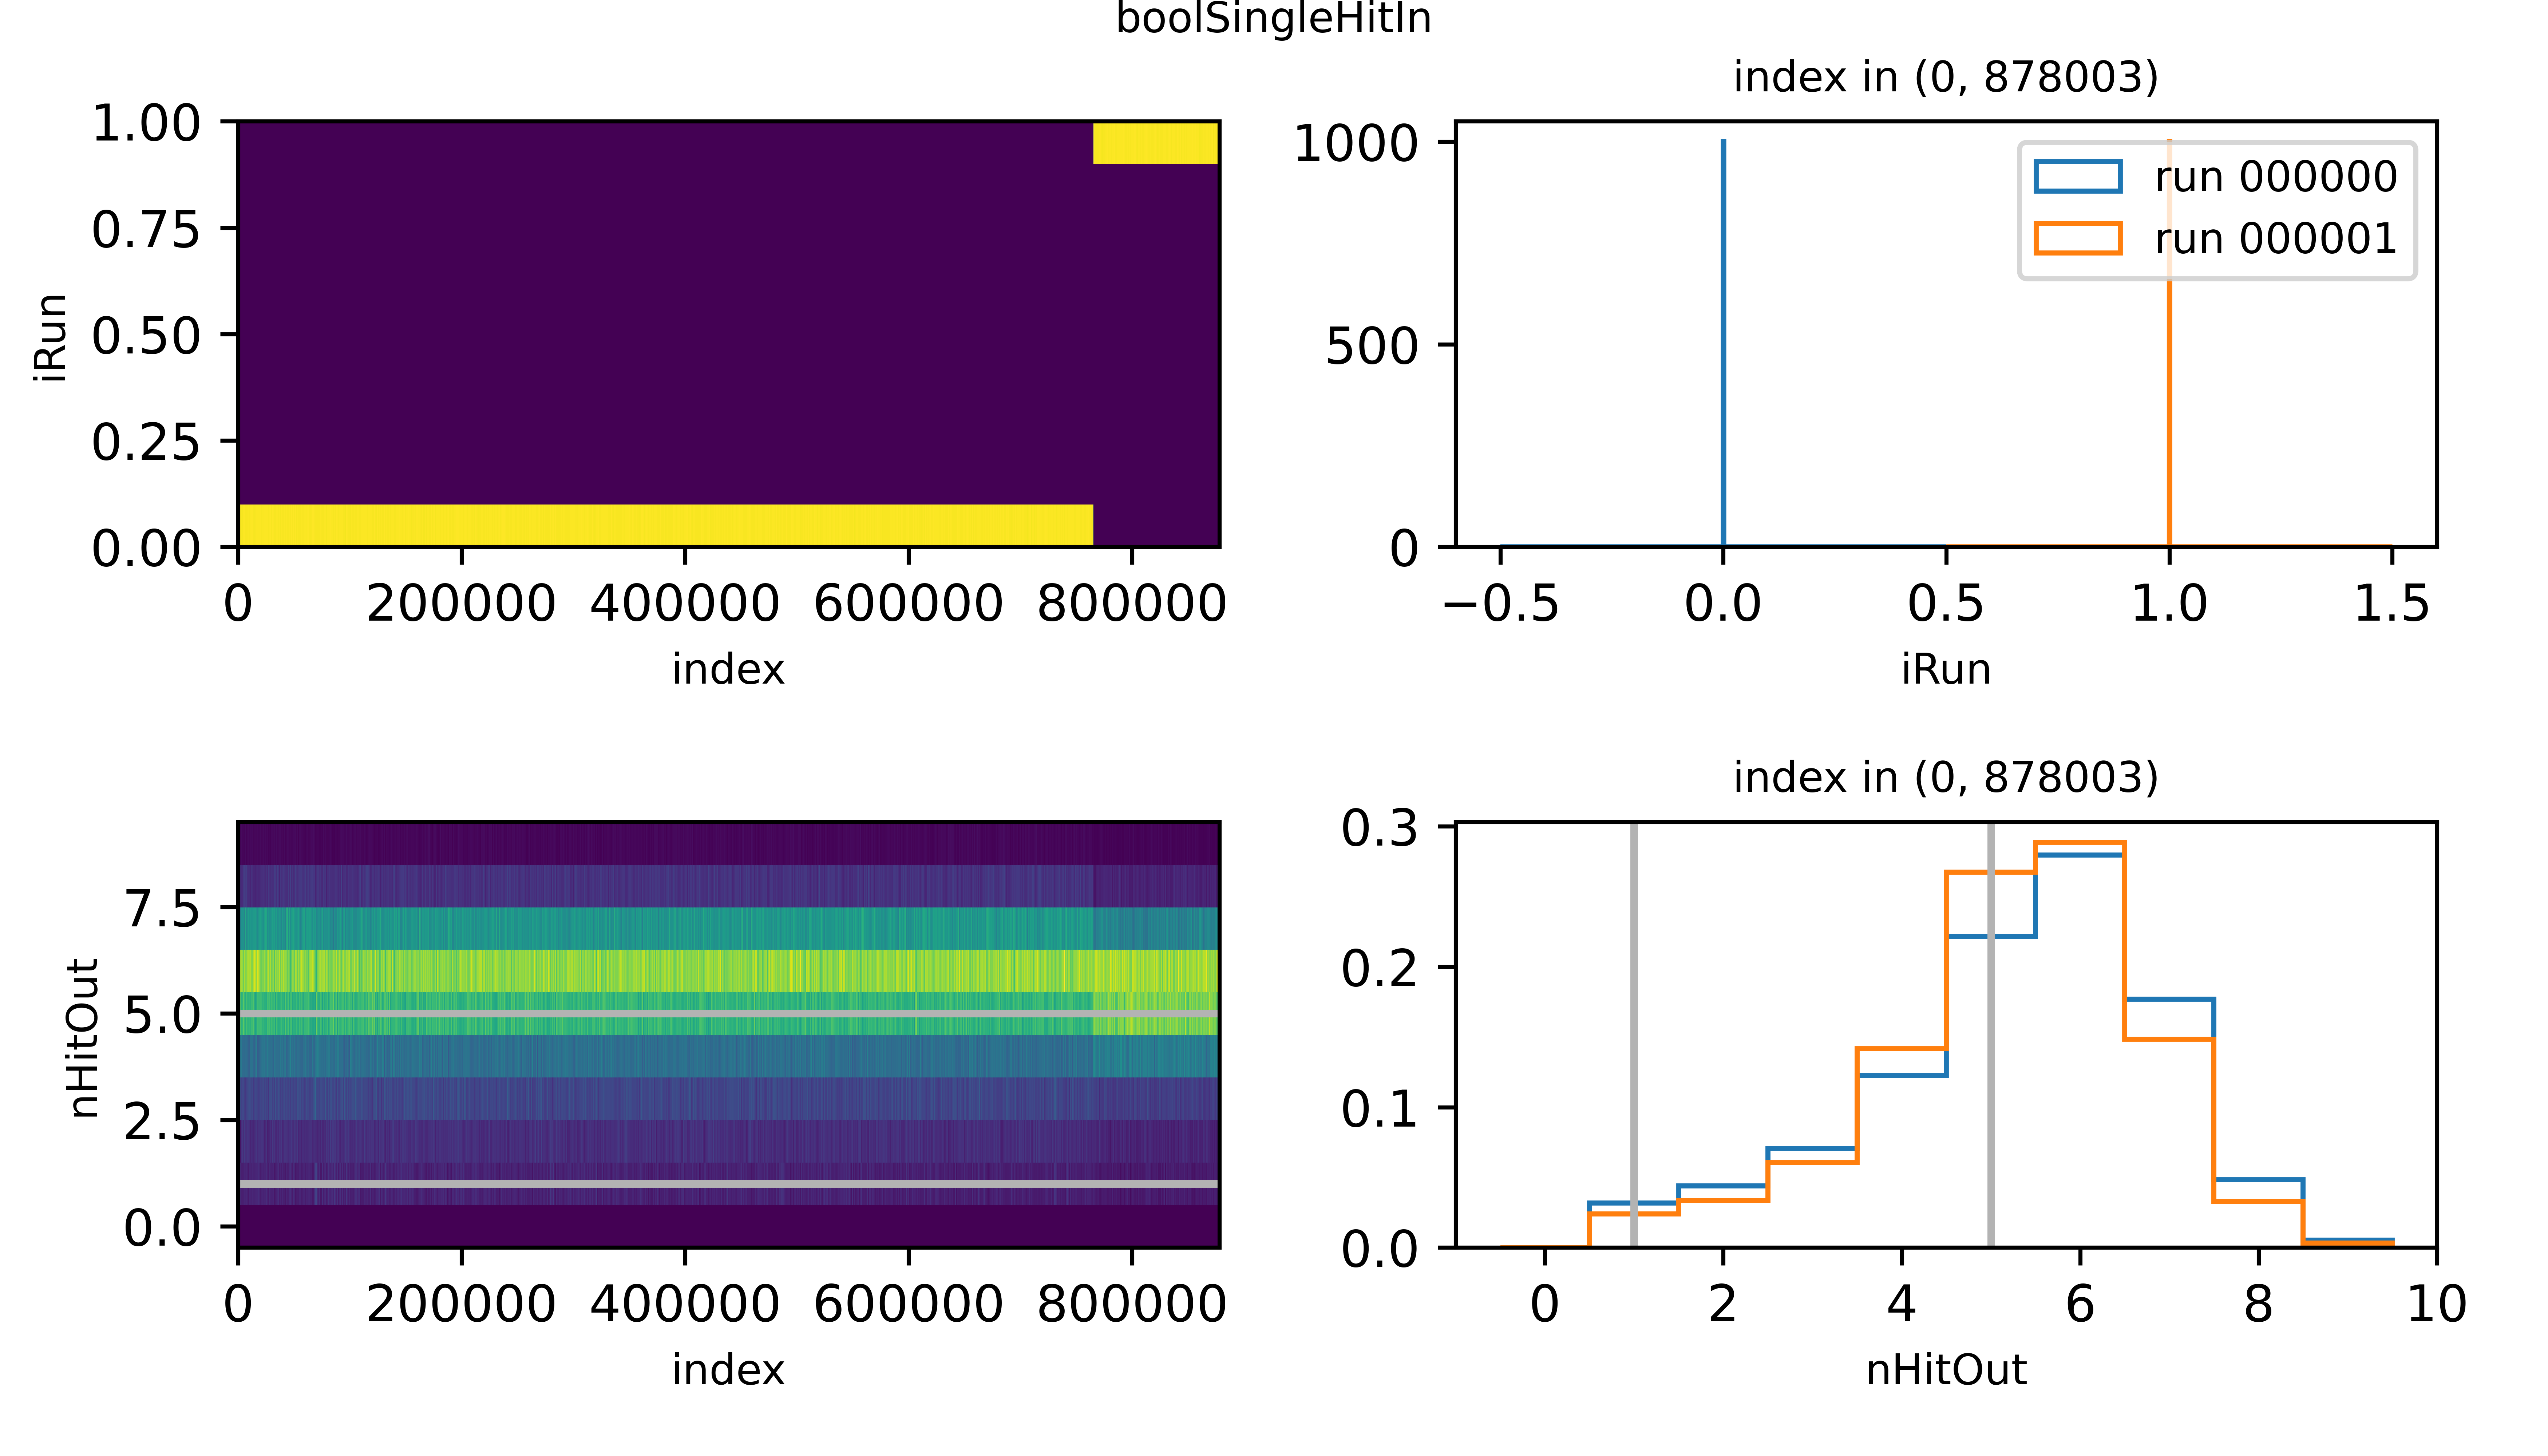 boolSingleHitIn
index in (0, 878003)
1.00
0.75
0.50
0.25
0.00
iRun
0 200000 400000 600000 800000
index
1000
500
0
run 000000
run 000001
−0.5 0.0 0.5 1.0 1.5
iRun
7.5
5.0
2.5
0.0
nHitOut
0 200000 400000 600000 800000
index
index in (0, 878003)
0.3
0.2
0.1
0.0
0 2 4 6 8 10
nHitOut